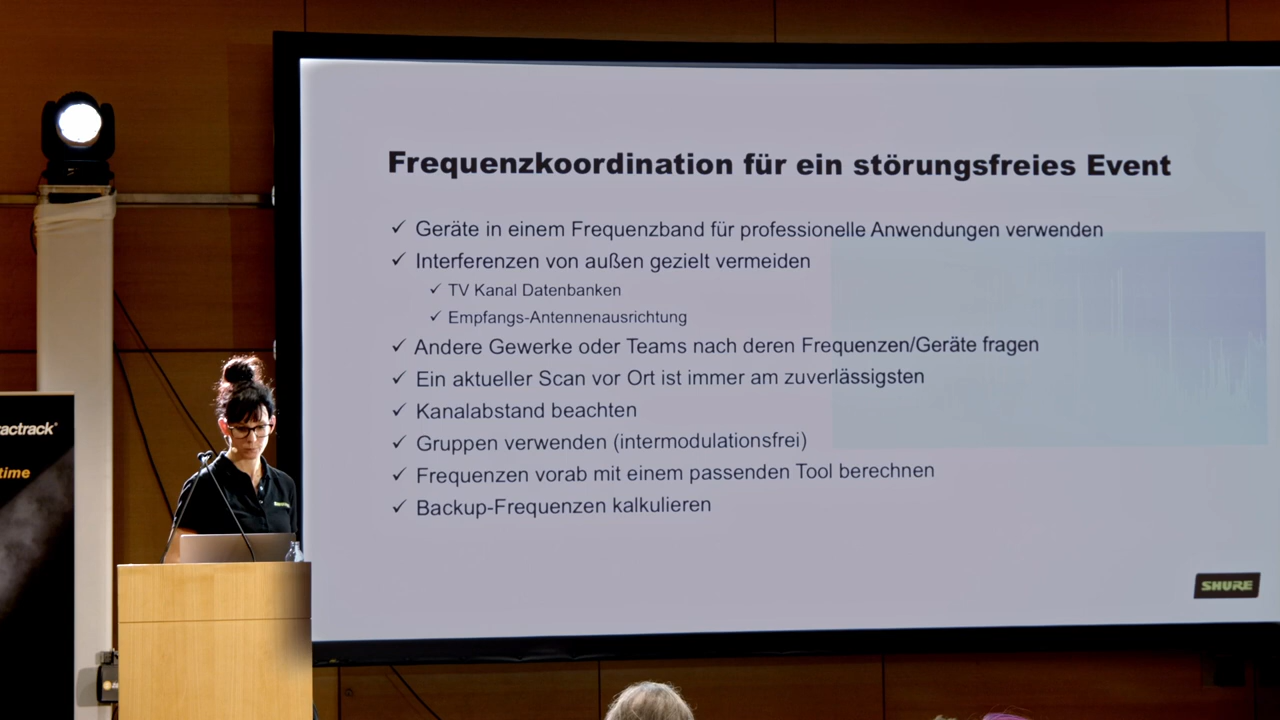 Frequenzkoordination für ein störungsfreies Event
✓ Geräte in einem Frequenzband für professionelle Anwendungen verwenden
✓ Interferenzen von außen gezielt vermeiden
✓ TV Kanal Datenbanken
✓ Empfangs-Antennenausrichtung
✓ Andere Gewerke oder Teams nach deren Frequenzen/Geräte fragen
✓ Ein aktueller Scan vor Ort ist immer am zuverlässigsten
✓ Kanalabstand beachten
✓ Gruppen verwenden (intermodulationsfrei)
✓ Frequenzen vorab mit einem passenden Tool berechnen
✓ Backup-Frequenzen kalkulieren
SHURE
actrack®
time